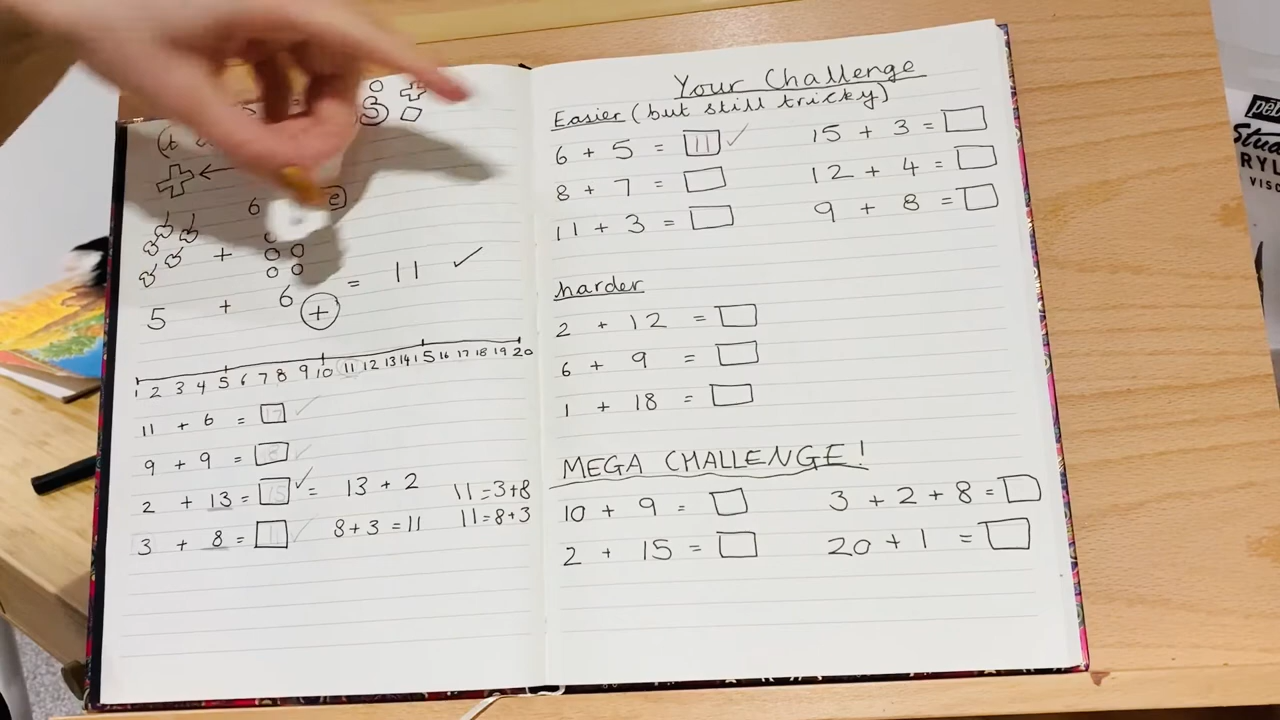 6
5 + 6 = 11 ✓
+
1 2 3 4 5 6 7 8 9 10 11 12 13 14 15 16 17 18 19 20
11 + 6 = 17 ✓
9 + 9 = ✓
2 + 13 = 15 ✓ = 13 + 2
11 = 3+8
3 + 8 = ✓
8+3 = 11
11 = 8+3
Your Challenge
Easier (but still tricky)
6 + 5 = 11 ✓
8 + 7 = □
11 + 3 = □
15 + 3 = □
12 + 4 = □
9 + 8 = □
harder
2 + 12 = □
6 + 9 = □
1 + 18 = □
MEGA CHALLENGE!
10 + 9 = □
2 + 15 = □
3 + 2 + 8 = □
20 + 1 = □